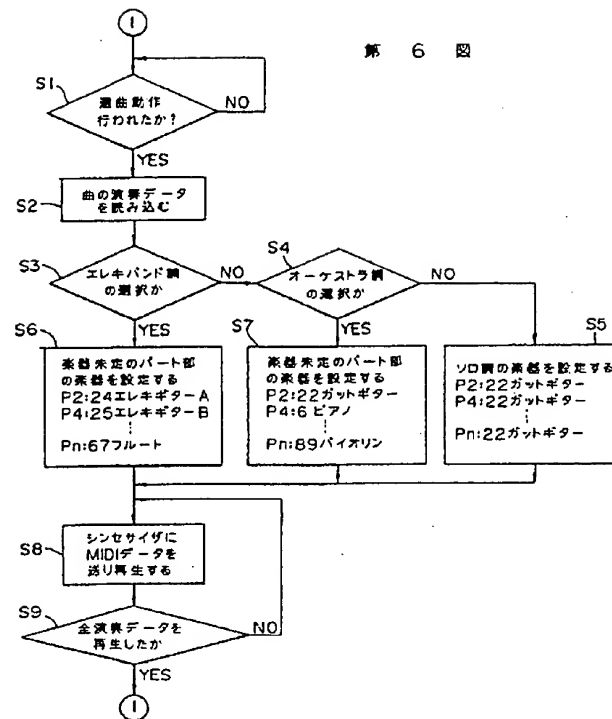 第 6 図
1
S1
選曲動作
行われたか?
NO
YES
S2
曲の演奏データ
を読み込む
S3
エレキバンド調
の選択か
NO
YES
S4
オーケストラ調
の選択か
NO
YES
S6
楽器未定のパート部
の楽器を設定する
P2:24エレキギターA
P4:25エレキギターB
⋮
Pn:67フルート
S7
楽器未定のパート部
の楽器を設定する
P2:22ガットギター
P4:6 ピアノ
⋮
Pn:89バイオリン
S5
ソロ調の楽器を設定する
P2:22ガットギター
P4:22ガットギター
⋮
Pn:22ガットギター
S8
シンセサイザに
MIDIデータを
送り再生する
S9
全演奏データを
再生したか
NO
YES
1